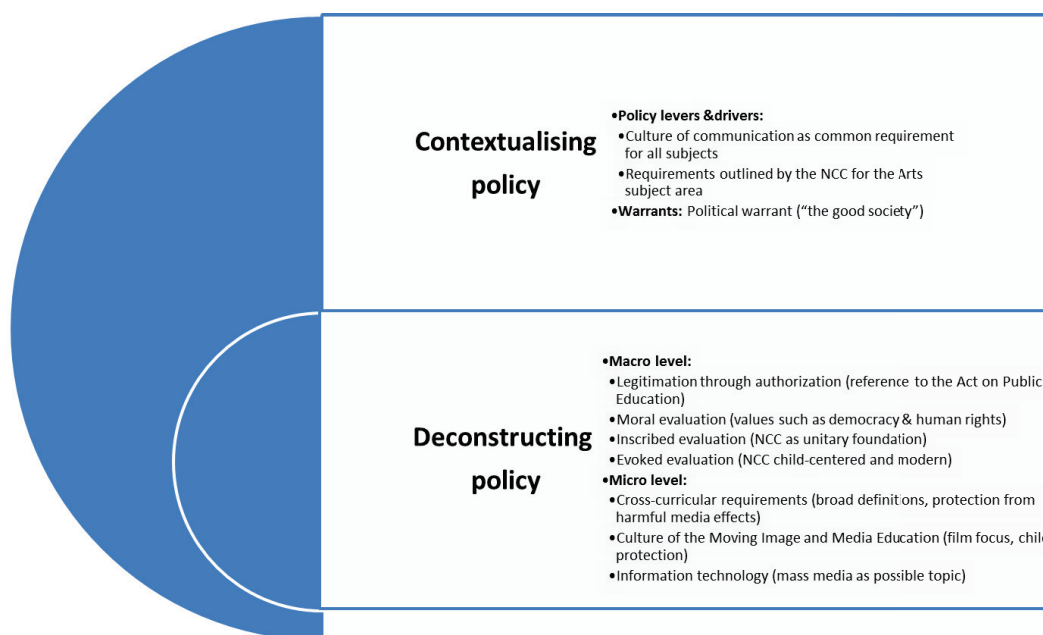 Contextualising
policy
•Policy levers &drivers:
•Culture of communication as common requirement
for all subjects
•Requirements outlined by the NCC for the Arts
subject area
•Warrants: Political warrant (“the good society”)
Deconstructing
policy
•Macro level:
•Legitimation through authorization (reference to the Act on Public
Education)
•Moral evaluation (values such as democracy & human rights)
•Inscribed evaluation (NCC as unitary foundation)
•Evoked evaluation (NCC child-centered and modern)
•Micro level:
•Cross-curricular requirements (broad definitions, protection from
harmful media effects)
•Culture of the Moving Image and Media Education (film focus, chil
protection)
•Information technology (mass media as possible topic)